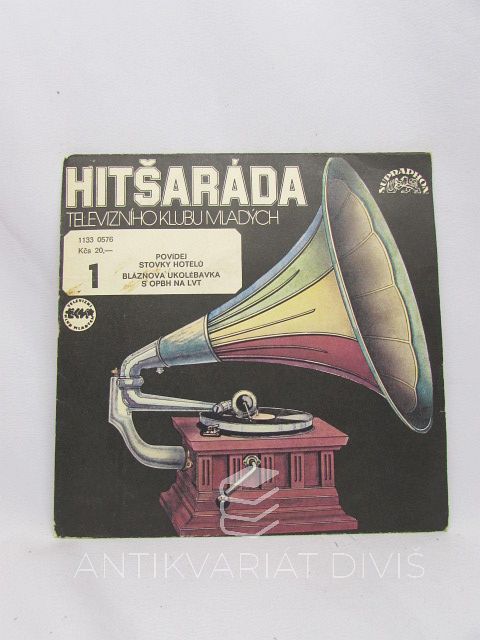 HITŠARÁDA
SUPRAPHON
TELEVIZNÍHO KLUBU MLADÝCH
1133 0576
Kčs 20,—
1
POVÍDEJ
STOVKY HOTELŮ
BLÁZNOVA UKOLÉBAVKA
S OPBH NA LVT
ANTIKVARIÁT DIVIŠ